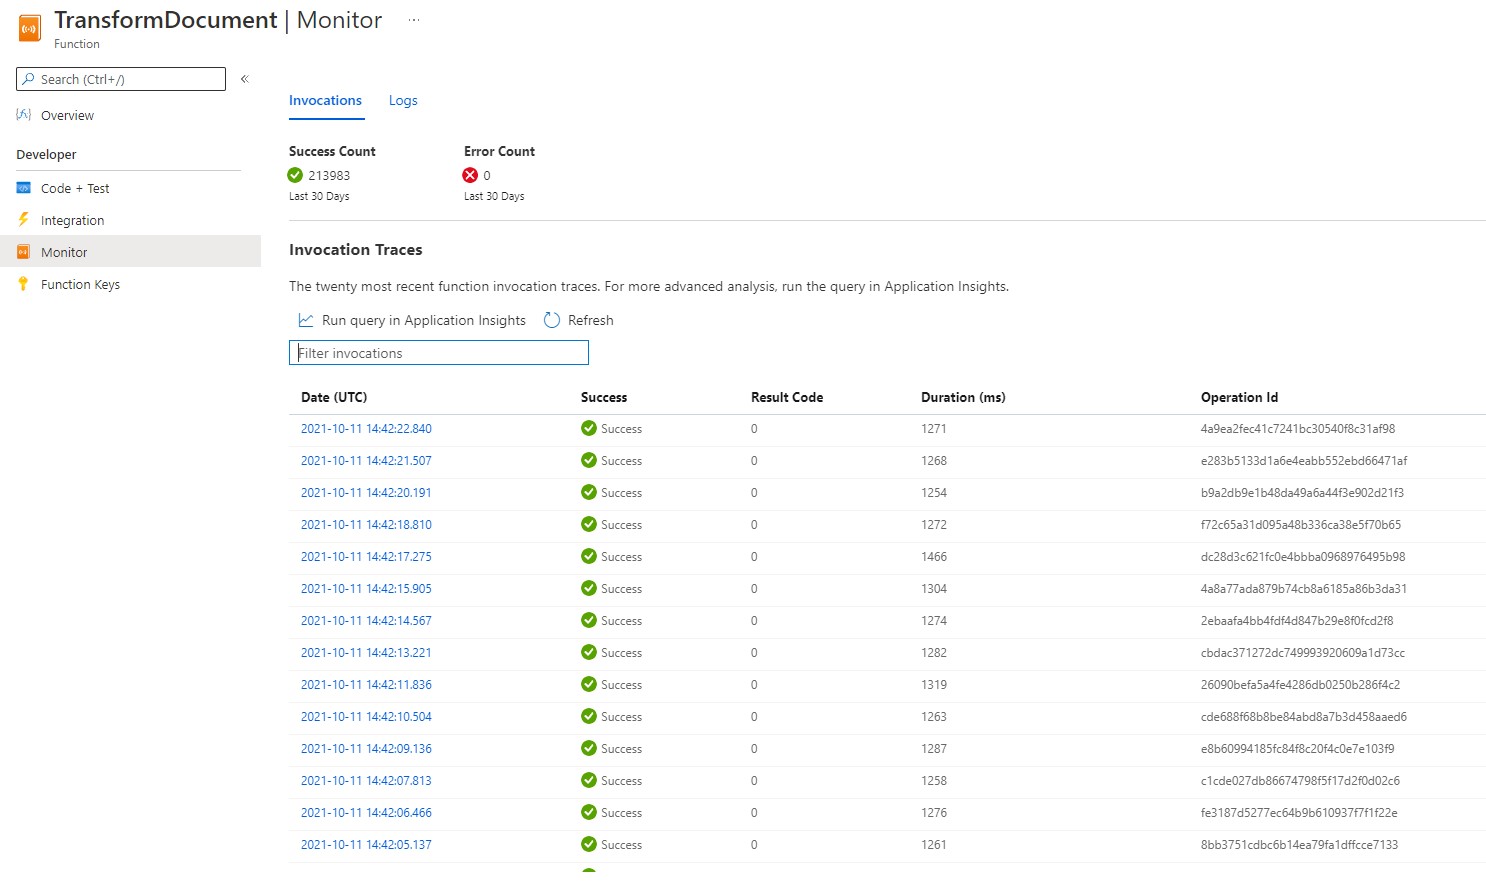 TransformDocument | Monitor ...
Function
Search (Ctrl+/)
«
Overview
Developer
Code + Test
Integration
Monitor
Function Keys
Invocations Logs
Success Count Error Count
213983 0
Last 30 Days Last 30 Days
Invocation Traces
The twenty most recent function invocation traces. For more advanced analysis, run the query in Application Insights.
Run query in Application Insights Refresh
Filter invocations
Date (UTC) Success Result Code Duration (ms) Operation Id
2021-10-11 14:42:22.840 Success 0 1271 4a9ea2fec41c7241bc30540f8c31af98
2021-10-11 14:42:21.507 Success 0 1268 e283b5133d1a6e4eabb552ebd66471af
2021-10-11 14:42:20.191 Success 0 1254 b9a2db9e1b48da49a6a44f3e902d21f3
2021-10-11 14:42:18.810 Success 0 1272 f72c65a31d095a48b336ca38e5f70b65
2021-10-11 14:42:17.275 Success 0 1466 dc28d3c621fc0e4bbba0968976495b98
2021-10-11 14:42:15.905 Success 0 1304 4a8a77ada879b74cb8a6185a86b3da31
2021-10-11 14:42:14.567 Success 0 1274 2ebaafa4bb4fdf4d847b29e8f0fcd2f8
2021-10-11 14:42:13.221 Success 0 1282 cbdac371272dc749993920609a1d73cc
2021-10-11 14:42:11.836 Success 0 1319 26090befa5a4fe4286db0250b286f4c2
2021-10-11 14:42:10.504 Success 0 1263 cde688f68b8be84abd8a7b3d458aaed6
2021-10-11 14:42:09.136 Success 0 1287 e8b60994185fc84f8c20f4c0e7e103f9
2021-10-11 14:42:07.813 Success 0 1258 c1cde027db86674798f5f17d2f0d02c6
2021-10-11 14:42:06.466 Success 0 1276 fe3187d5277ec64b9b610937f7f1f22e
2021-10-11 14:42:05.137 Success 0 1261 8bb3751cdbc6b14ea79fa1dffcce7133